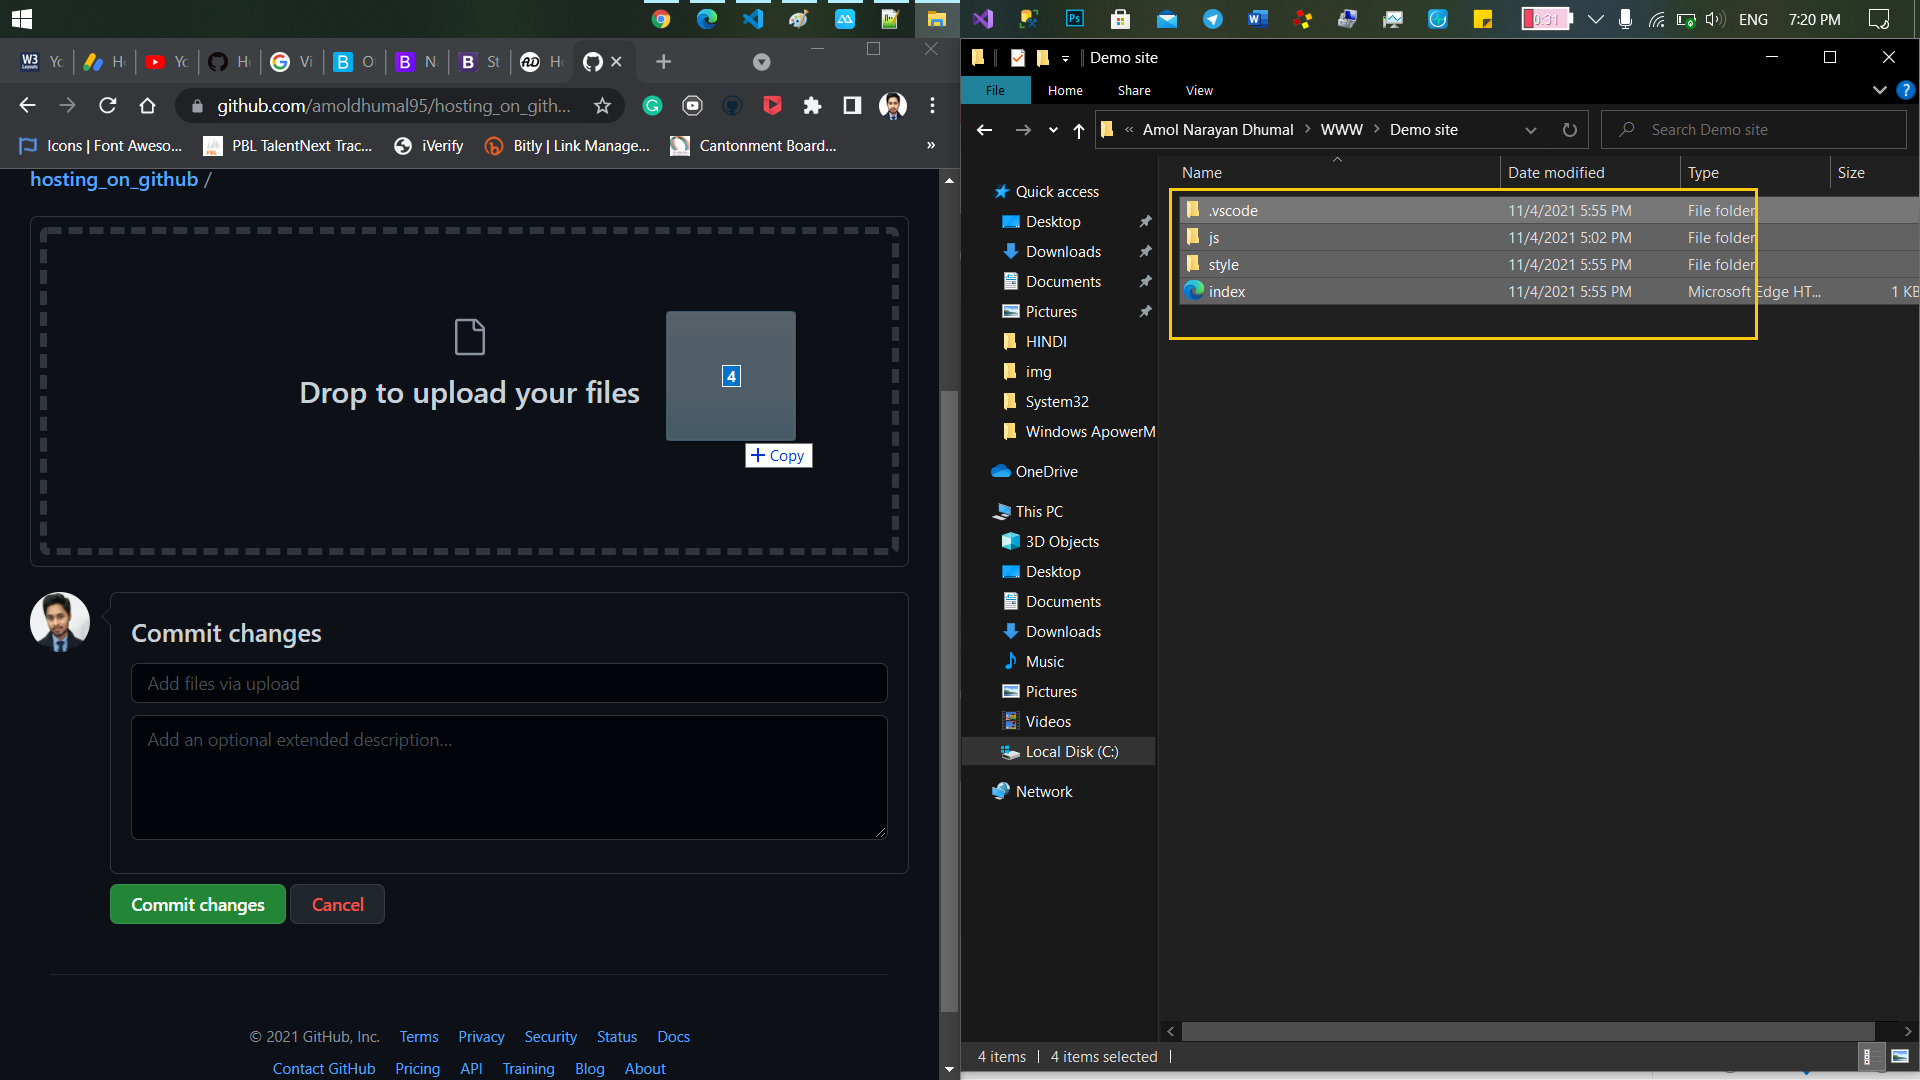 0:31
ENG
7:20 PM
W3
Yc
H
Yc
H
Vi
O
N
St
H
github.com/amoldhumal95/hosting_on_gith...
Icons | Font Aweso...
PBL TalentNext Trac...
iVerify
Bitly | Link Manage...
Cantonment Board...
»
hosting_on_github /
Drop to upload your files
4
+ Copy
Commit changes
Add files via upload
Add an optional extended description...
Commit changes
Cancel
© 2021 GitHub, Inc.
Terms
Privacy
Security
Status
Docs
Contact GitHub
Pricing
API
Training
Blog
About
Demo site
File
Home
Share
View
« Amol Narayan Dhumal > WWW > Demo site
Search Demo site
Name
Date modified
Type
Size
.vscode 11/4/2021 5:55 PM File folder
js 11/4/2021 5:02 PM File folder
style 11/4/2021 5:55 PM File folder
index 11/4/2021 5:55 PM Microsoft Edge HT... 1 KB
Quick access
Desktop
Downloads
Documents
Pictures
HINDI
img
System32
Windows ApowerM
OneDrive
This PC
3D Objects
Desktop
Documents
Downloads
Music
Pictures
Videos
Local Disk (C:)
Network
4 items
4 items selected